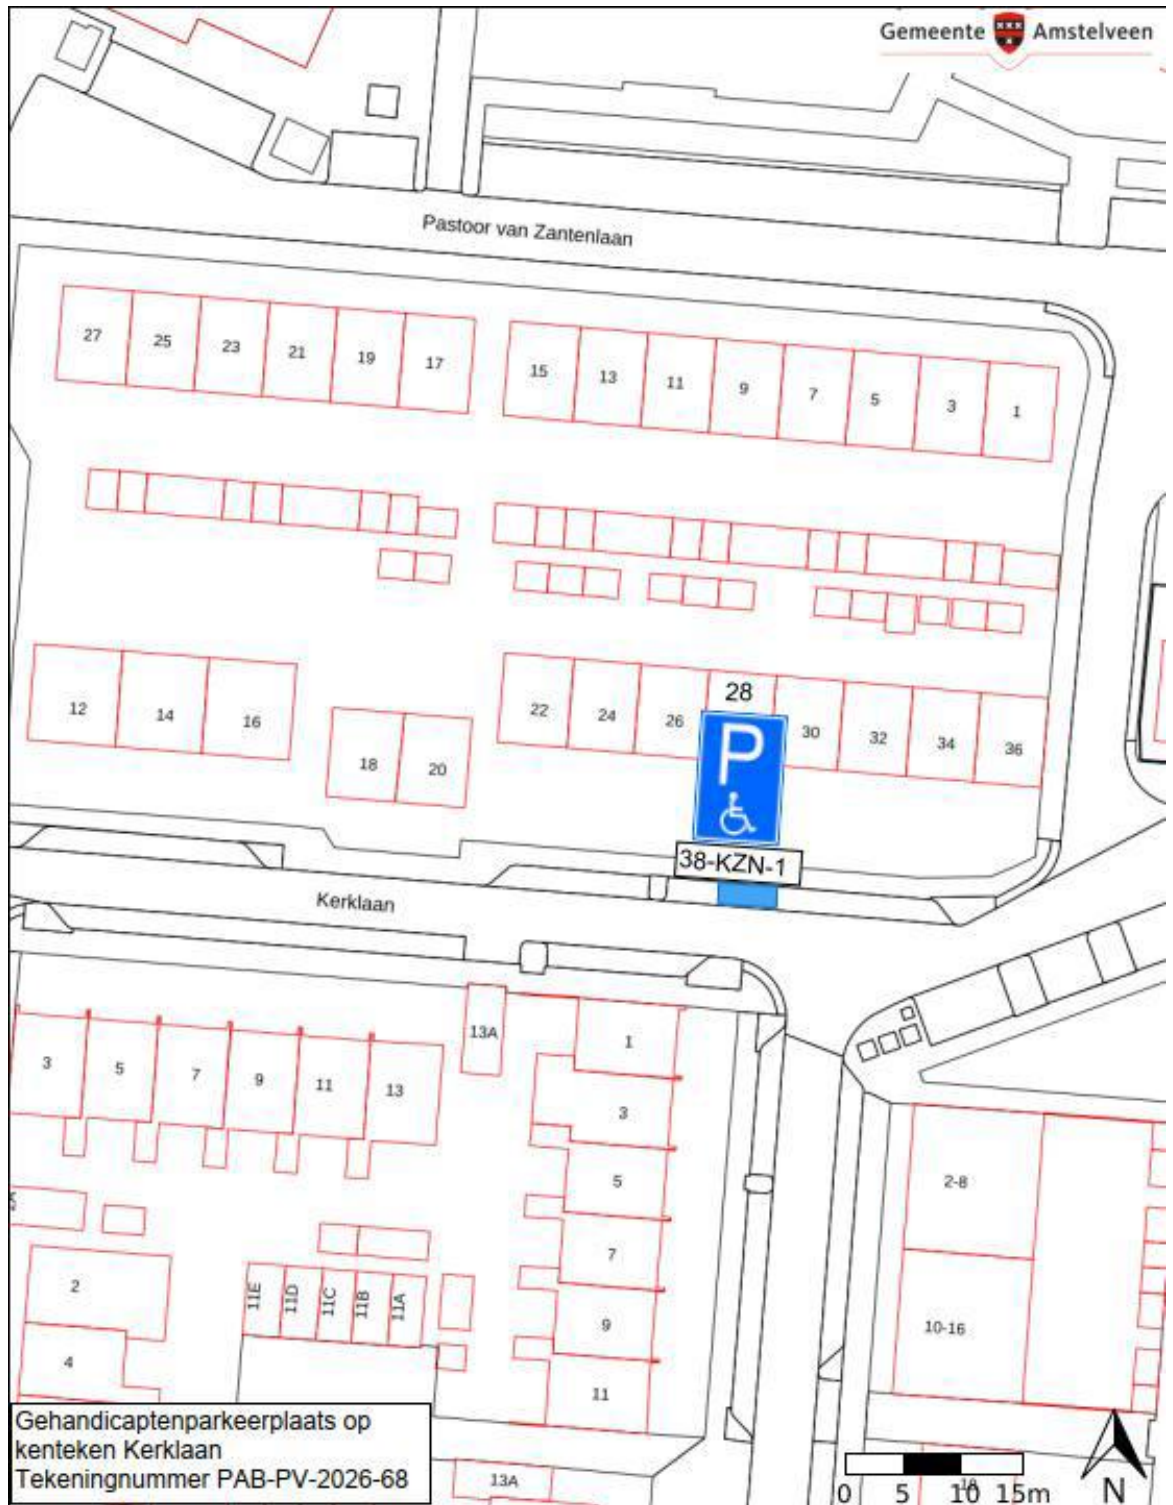 Gemeente Amstelveen
Pastoor van Zantenlaan
27 25 23 21 19 17 15 13 11 9 7 5 3 1
12 14 16 18 20 22 24 26 28 30 32 34 36
P
38-KZN-1
Kerklaan
3 5 7 9 11 13
13A
1
3
5
7
9
11
2-8
10-16
2
4
11E 11D 11C 11B 11A
13A
Gehandicaptenparkeerplaats op
kenteken Kerklaan
Tekeningnummer PAB-PV-2026-68
0 5 10 15m
N